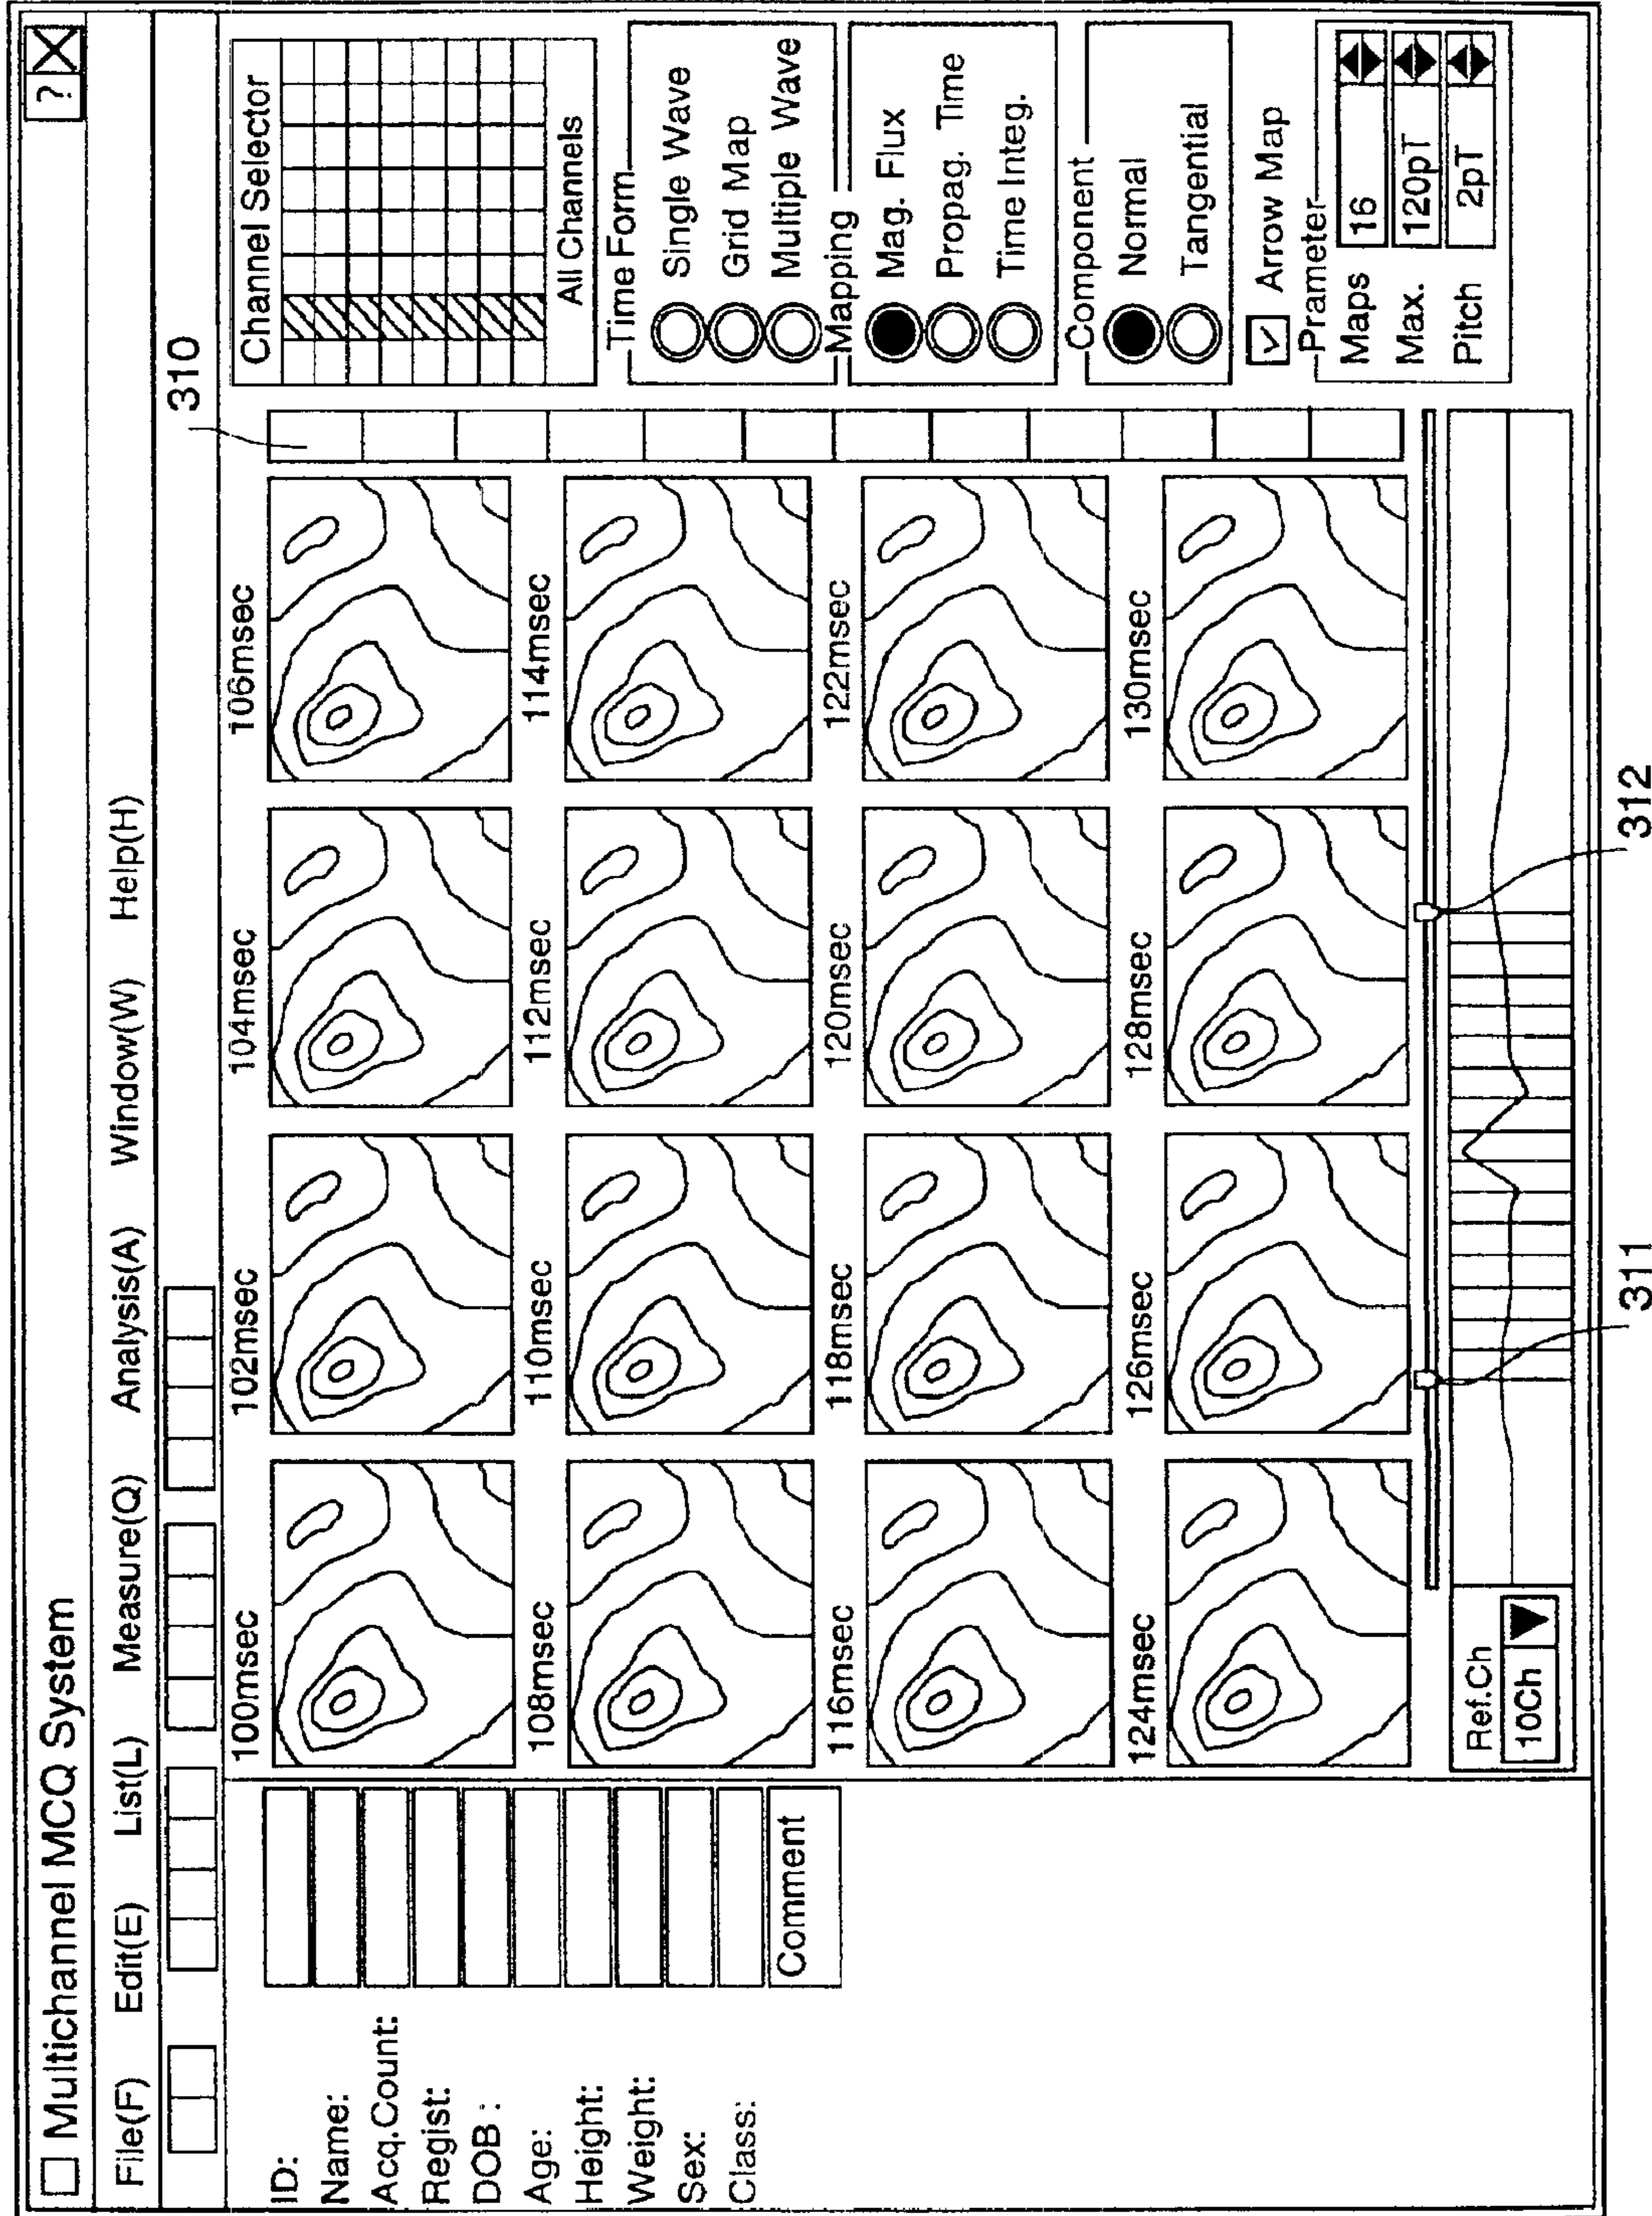 Multichannel MCQ System
? X
File(F) Edit(E) List(L) Measure(Q) Analysis(A) Window(W) Help(H)
310
ID:
Name:
Acq.Count:
Regist:
DOB :
Age:
Height:
Weight:
Sex:
Class:
Comment
100msec 102msec 104msec 106msec
108msec 110msec 112msec 114msec
116msec 118msec 120msec 122msec
124msec 126msec 128msec 130msec
Ref.Ch
10Ch
Channel Selector
All Channels
Time Form
Single Wave
Grid Map
Multiple Wave
Mapping
Mag. Flux
Propag. Time
Time Integ.
Component
Normal
Tangential
Arrow Map
Prameter
Maps 16
Max. 120pT
Pitch 2pT
311
312